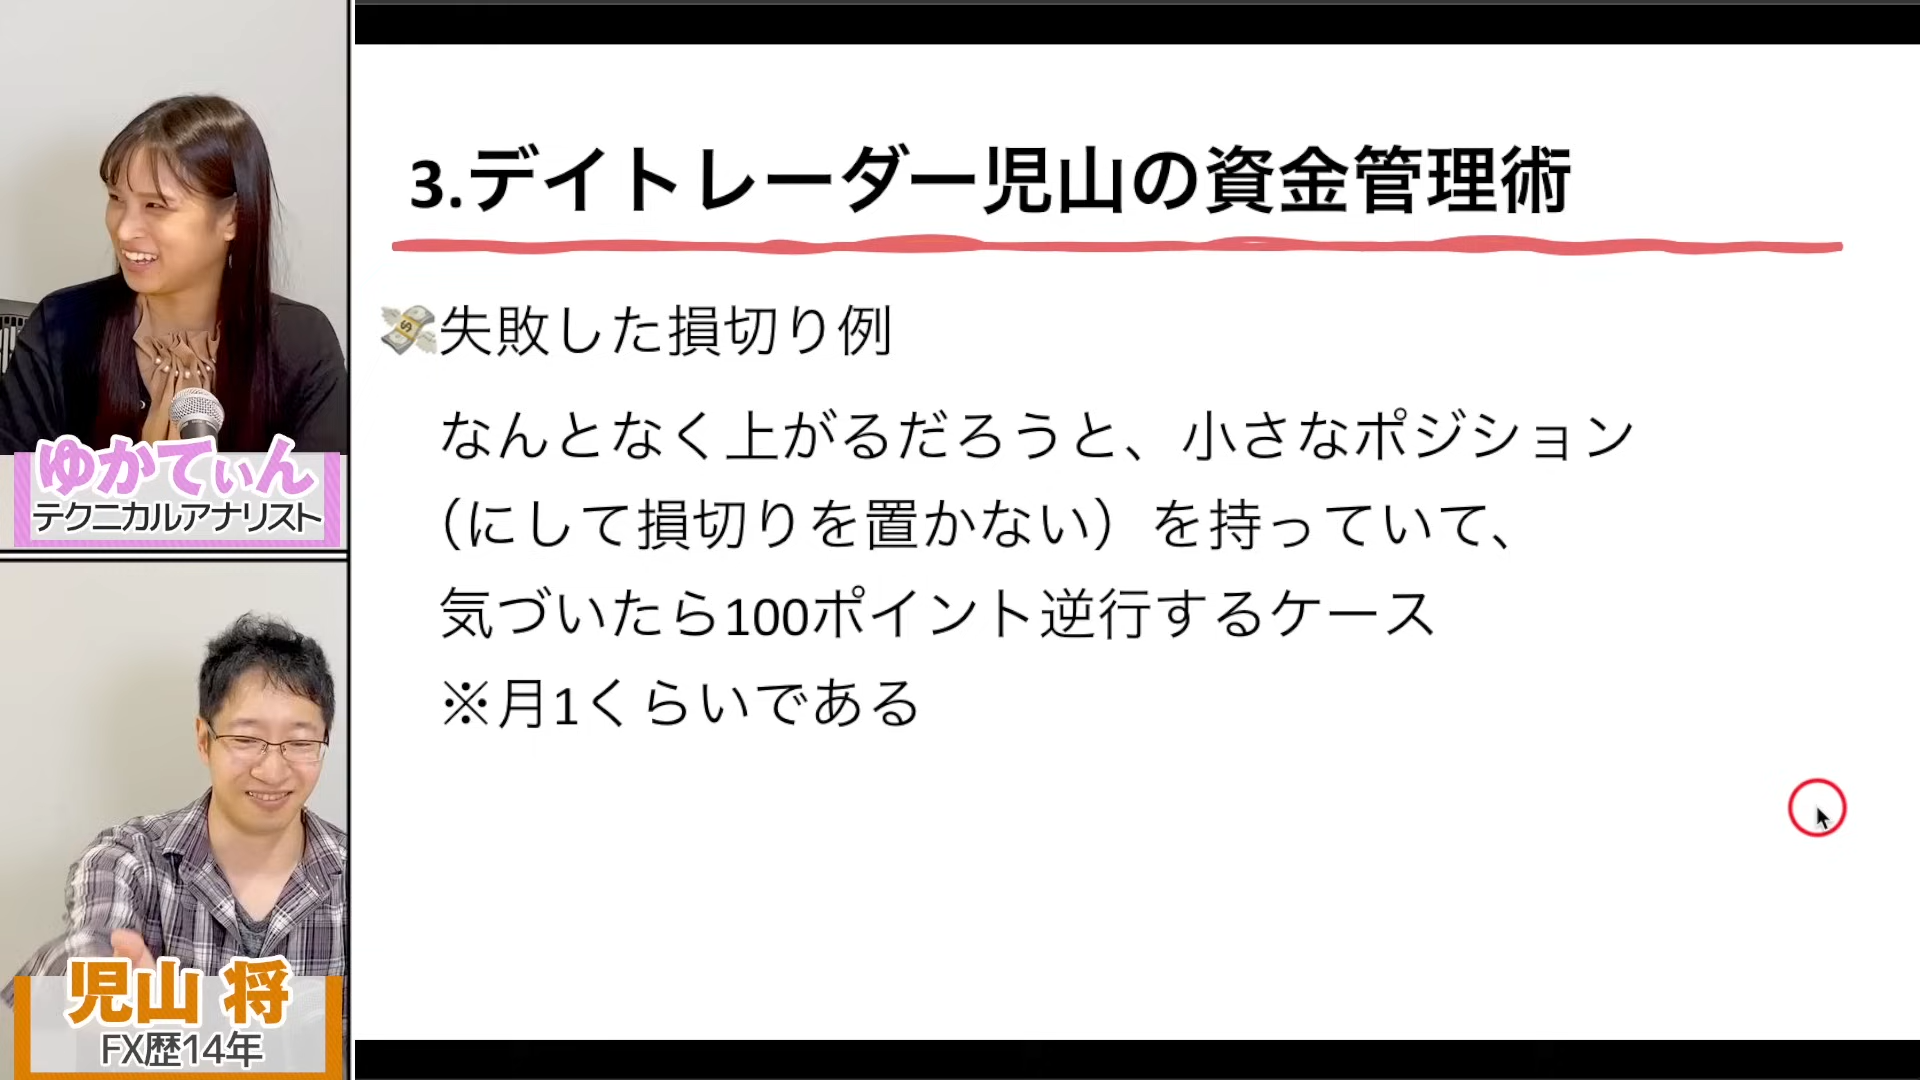 ゆかてぃん
テクニカルアナリスト
児山 将
FX歴14年
3.デイトレーダー児山の資金管理術
💸失敗した損切り例
なんとなく上がるだろうと、小さなポジション
（にして損切りを置かない）を持っていて、
気づいたら100ポイント逆行するケース
※月1くらいである